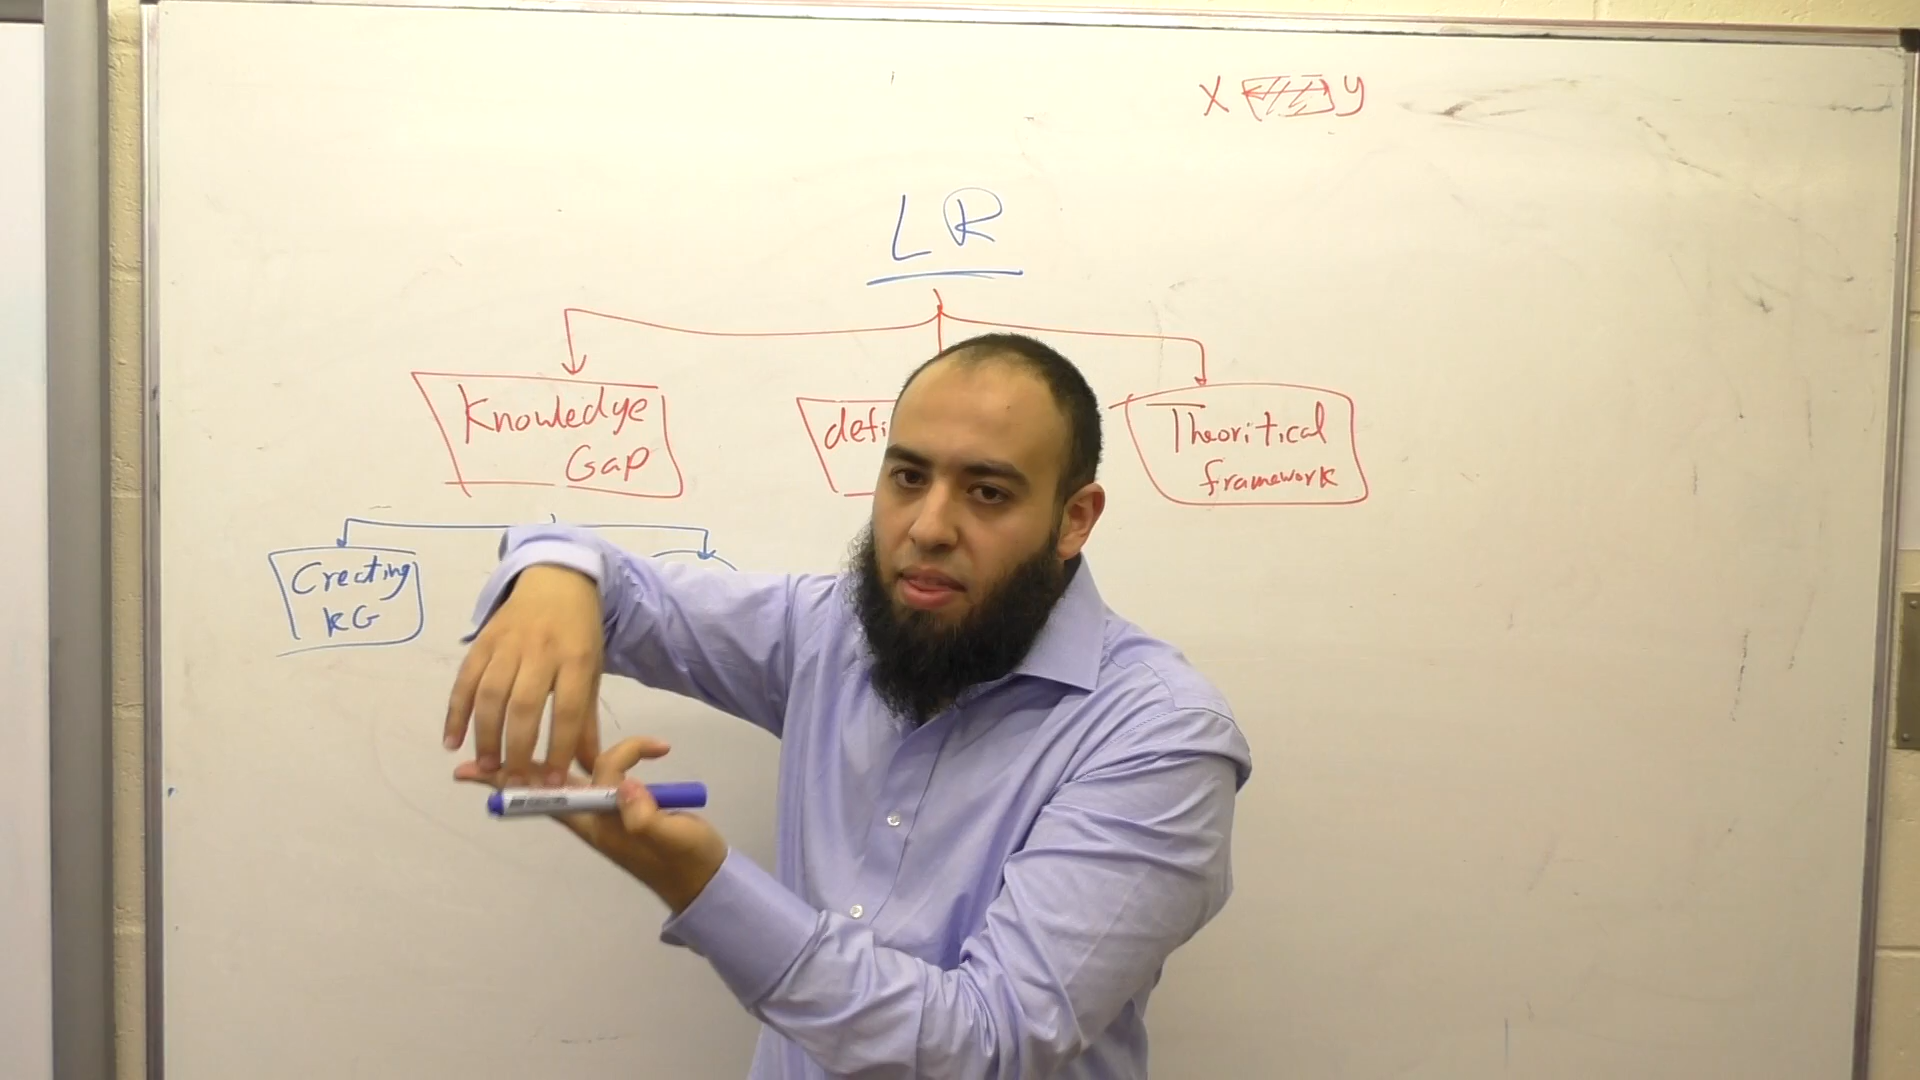 X Y
LR
Knowledge
Gap
defi
Theoritical
framework
Creating
KG